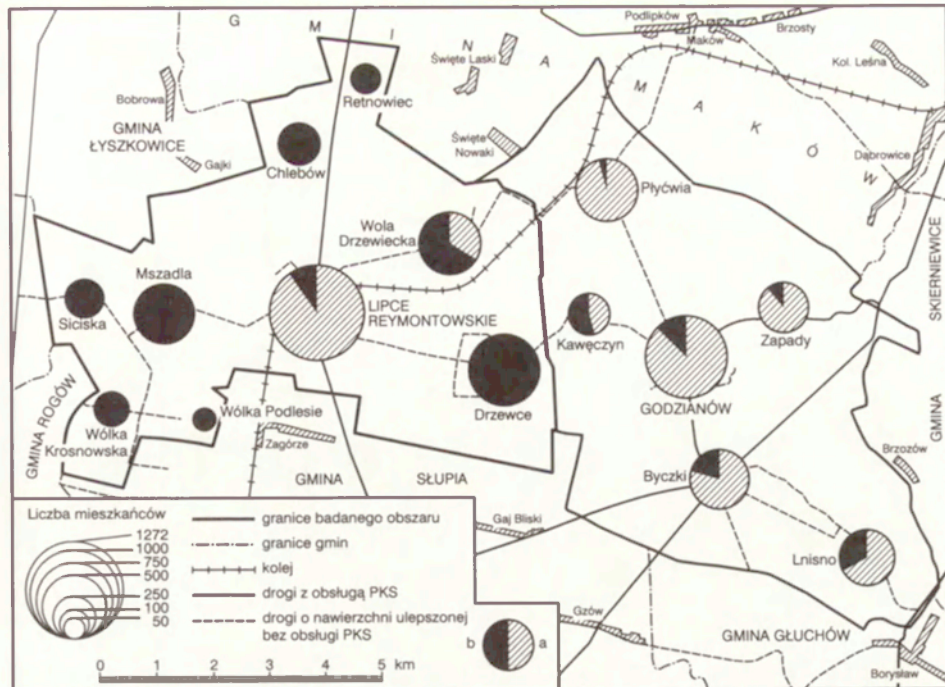 G M I N A
M A K Ó W
Podlipków
Maków
Brzosty
Kol. Leśna
Święte Laski
Retnowiec
Bobrowa
GMINA
ŁYSZKOWICE
Gajki
Chlebów
Święte
Nowaki
Dąbrowice
Płyćwia
Wola
Drzewiecka
SKIERNIEWICE
Mszadla
Siciska
LIPCE
REYMONTOWSKIE
Kawęczyn
Zapady
GODZIANÓW
Drzewce
GMINA ROGÓW
Wólka
Krosnowska
Wólka Podlesie
Zagórze
GMINA
SŁUPIA
GMINA
Brzozów
Byczki
Gaj Bliski
Lnisno
Gzów
GMINA GŁUCHÓW
Borysław
Liczba mieszkańców
1272
1000
750
500
250
100
50
granice badanego obszaru
granice gmin
kolej
drogi z obsługą PKS
drogi o nawierzchni ulepszonej
bez obsługi PKS
b a
0 1 2 3 4 5 km